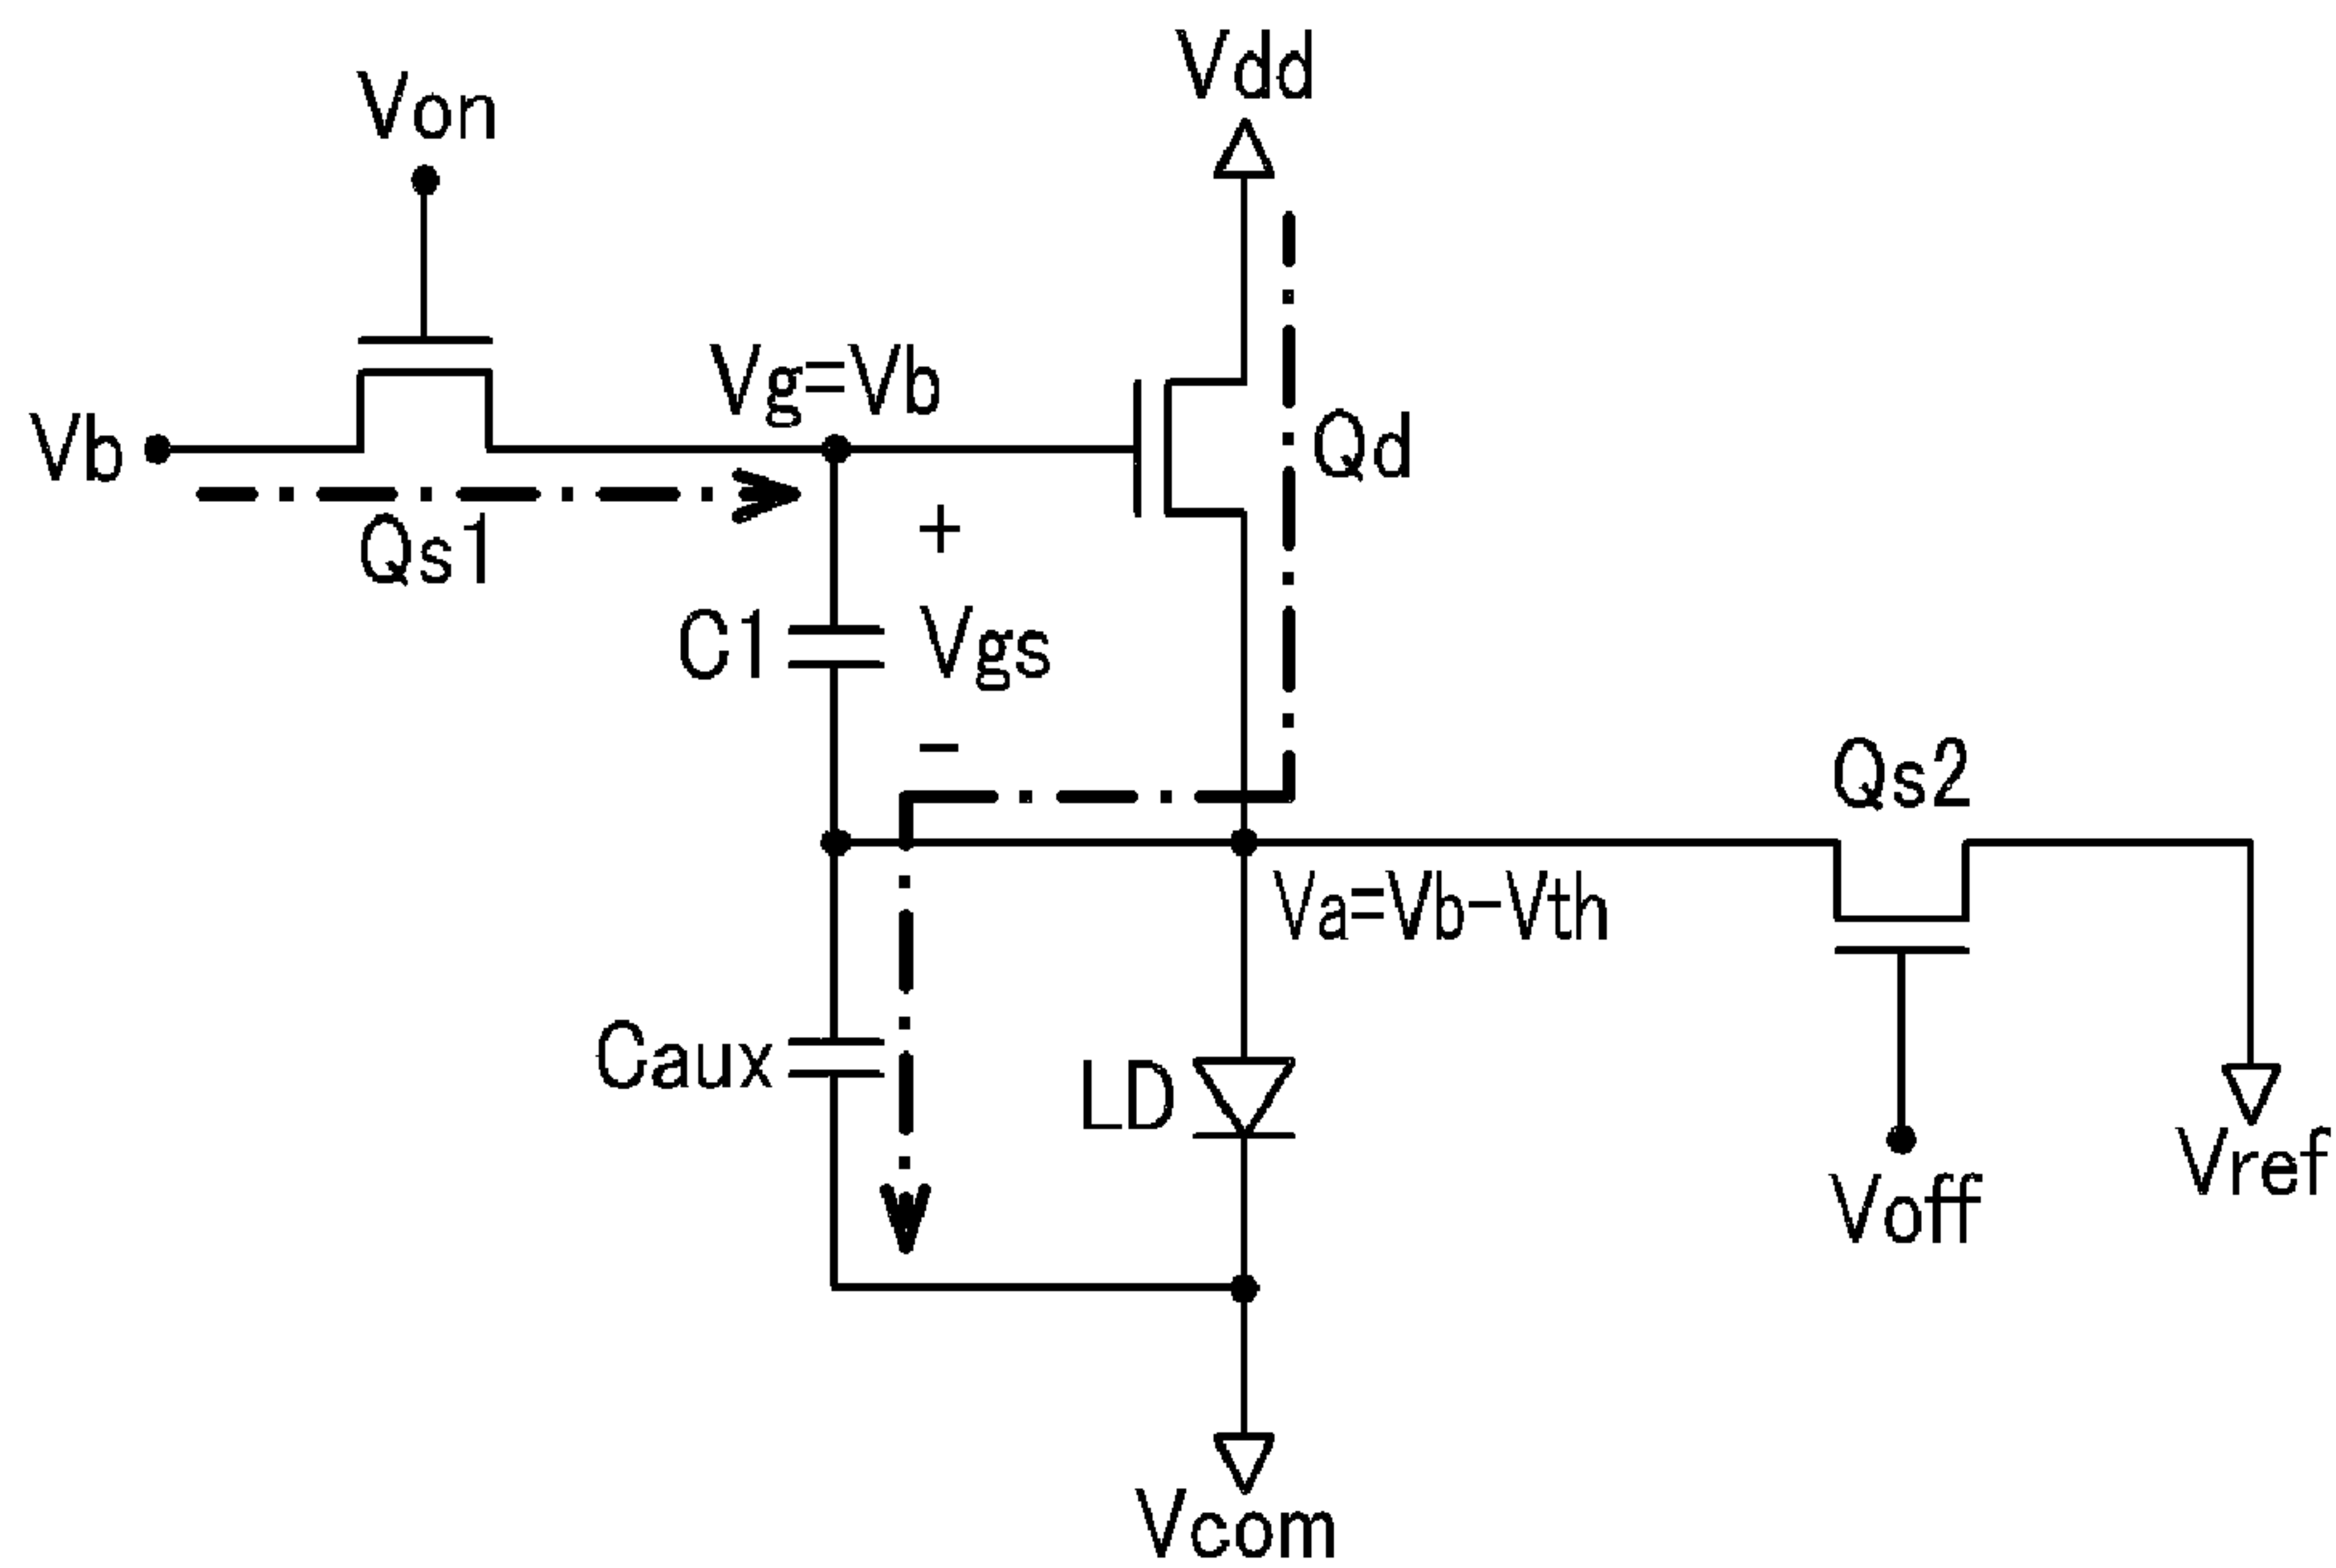 Vdd
Von
Vg=Vb
Vb
Qd
Qs1
+
C1
Vgs
-
Qs2
Va=Vb-Vth
Caux
LD
Vref
Voff
Vcom